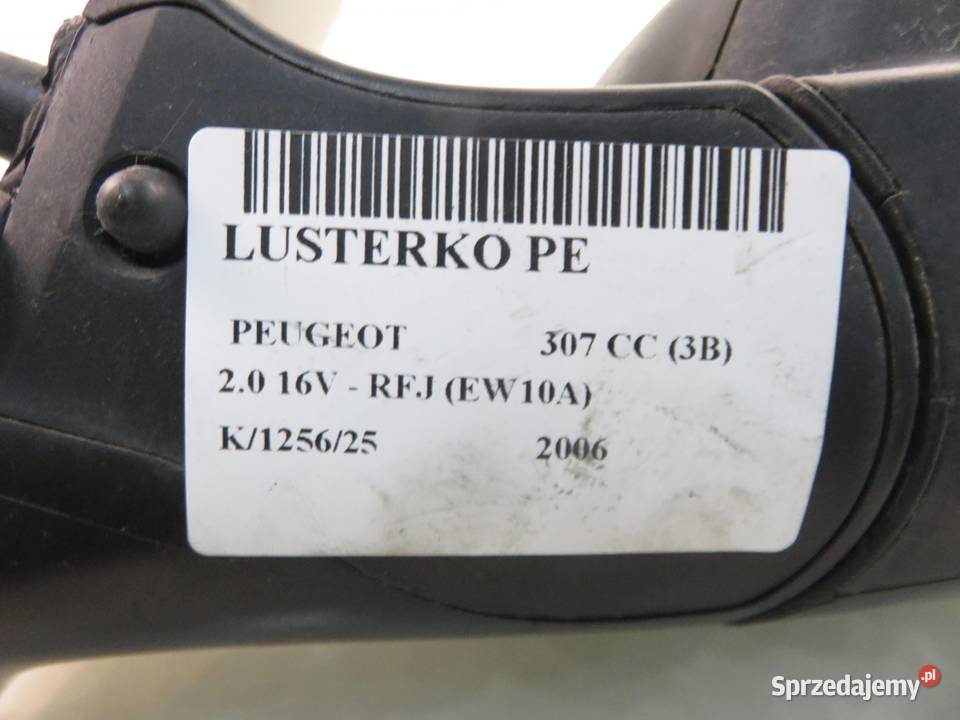 LUSTERKO PE
PEUGEOT 307 CC (3B)
2.0 16V - RFJ (EW10A)
K/1256/25 2006
Sprzedajemy.pl